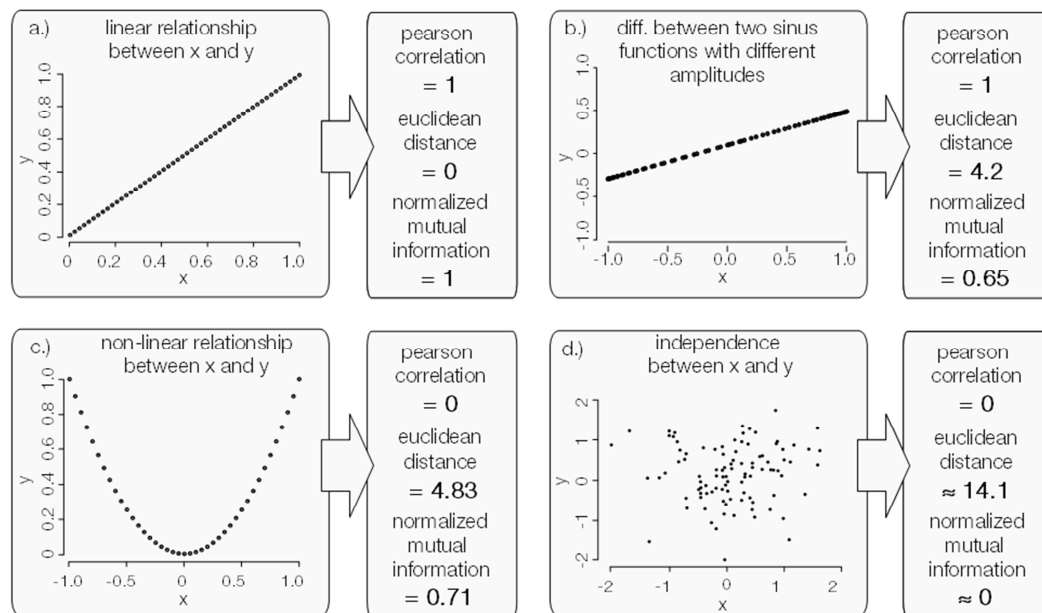 a.) linear relationship
between x and y
1.0
0.8
0.6
0.4
0.2
0
y
0 0.2 0.4 0.6 0.8 1.0
x
pearson
correlation
= 1
euclidean
distance
= 0
normalized
mutual
information
= 1
b.) diff. between two sinus
functions with different
amplitudes
1.0
0.5
0
-0.5
-1.0
y
-1.0 -0.5 0.0 0.5 1.0
x
pearson
correlation
= 1
euclidean
distance
= 4.2
normalized
mutual
information
= 0.65
c.) non-linear relationship
between x and y
1.0
0.8
0.6
0.4
0.2
0
y
-1.0 -0.5 0 0.5 1.0
x
pearson
correlation
= 0
euclidean
distance
= 4.83
normalized
mutual
information
= 0.71
d.) independence
between x and y
2
1
0
-1
-2
y
-2 -1 0 1 2
x
pearson
correlation
= 0
euclidean
distance
≈ 14.1
normalized
mutual
information
≈ 0